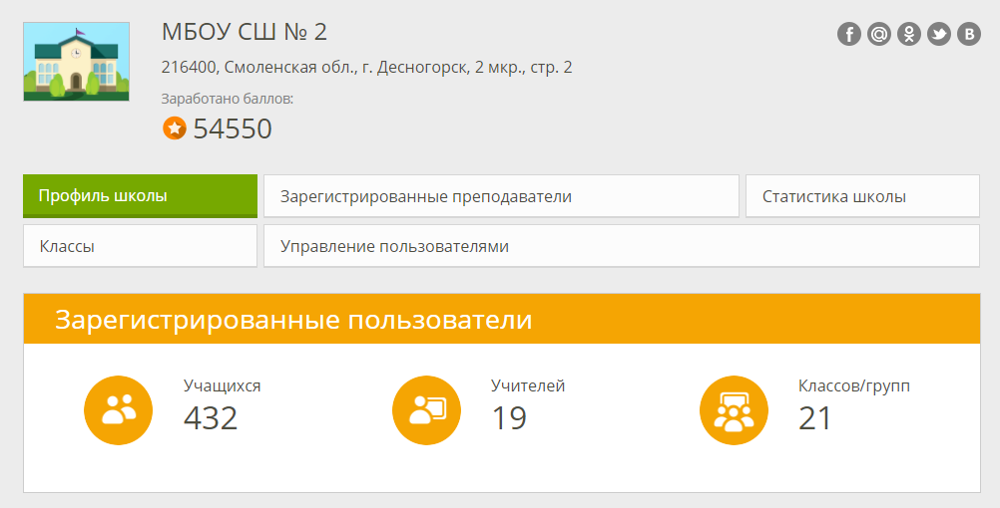 МБОУ СШ № 2
216400, Смоленская обл., г. Десногорск, 2 мкр., стр. 2
Заработано баллов:
54550
Профиль школы
Зарегистрированные преподаватели
Статистика школы
Классы
Управление пользователями
Зарегистрированные пользователи
Учащихся
432
Учителей
19
Классов/групп
21